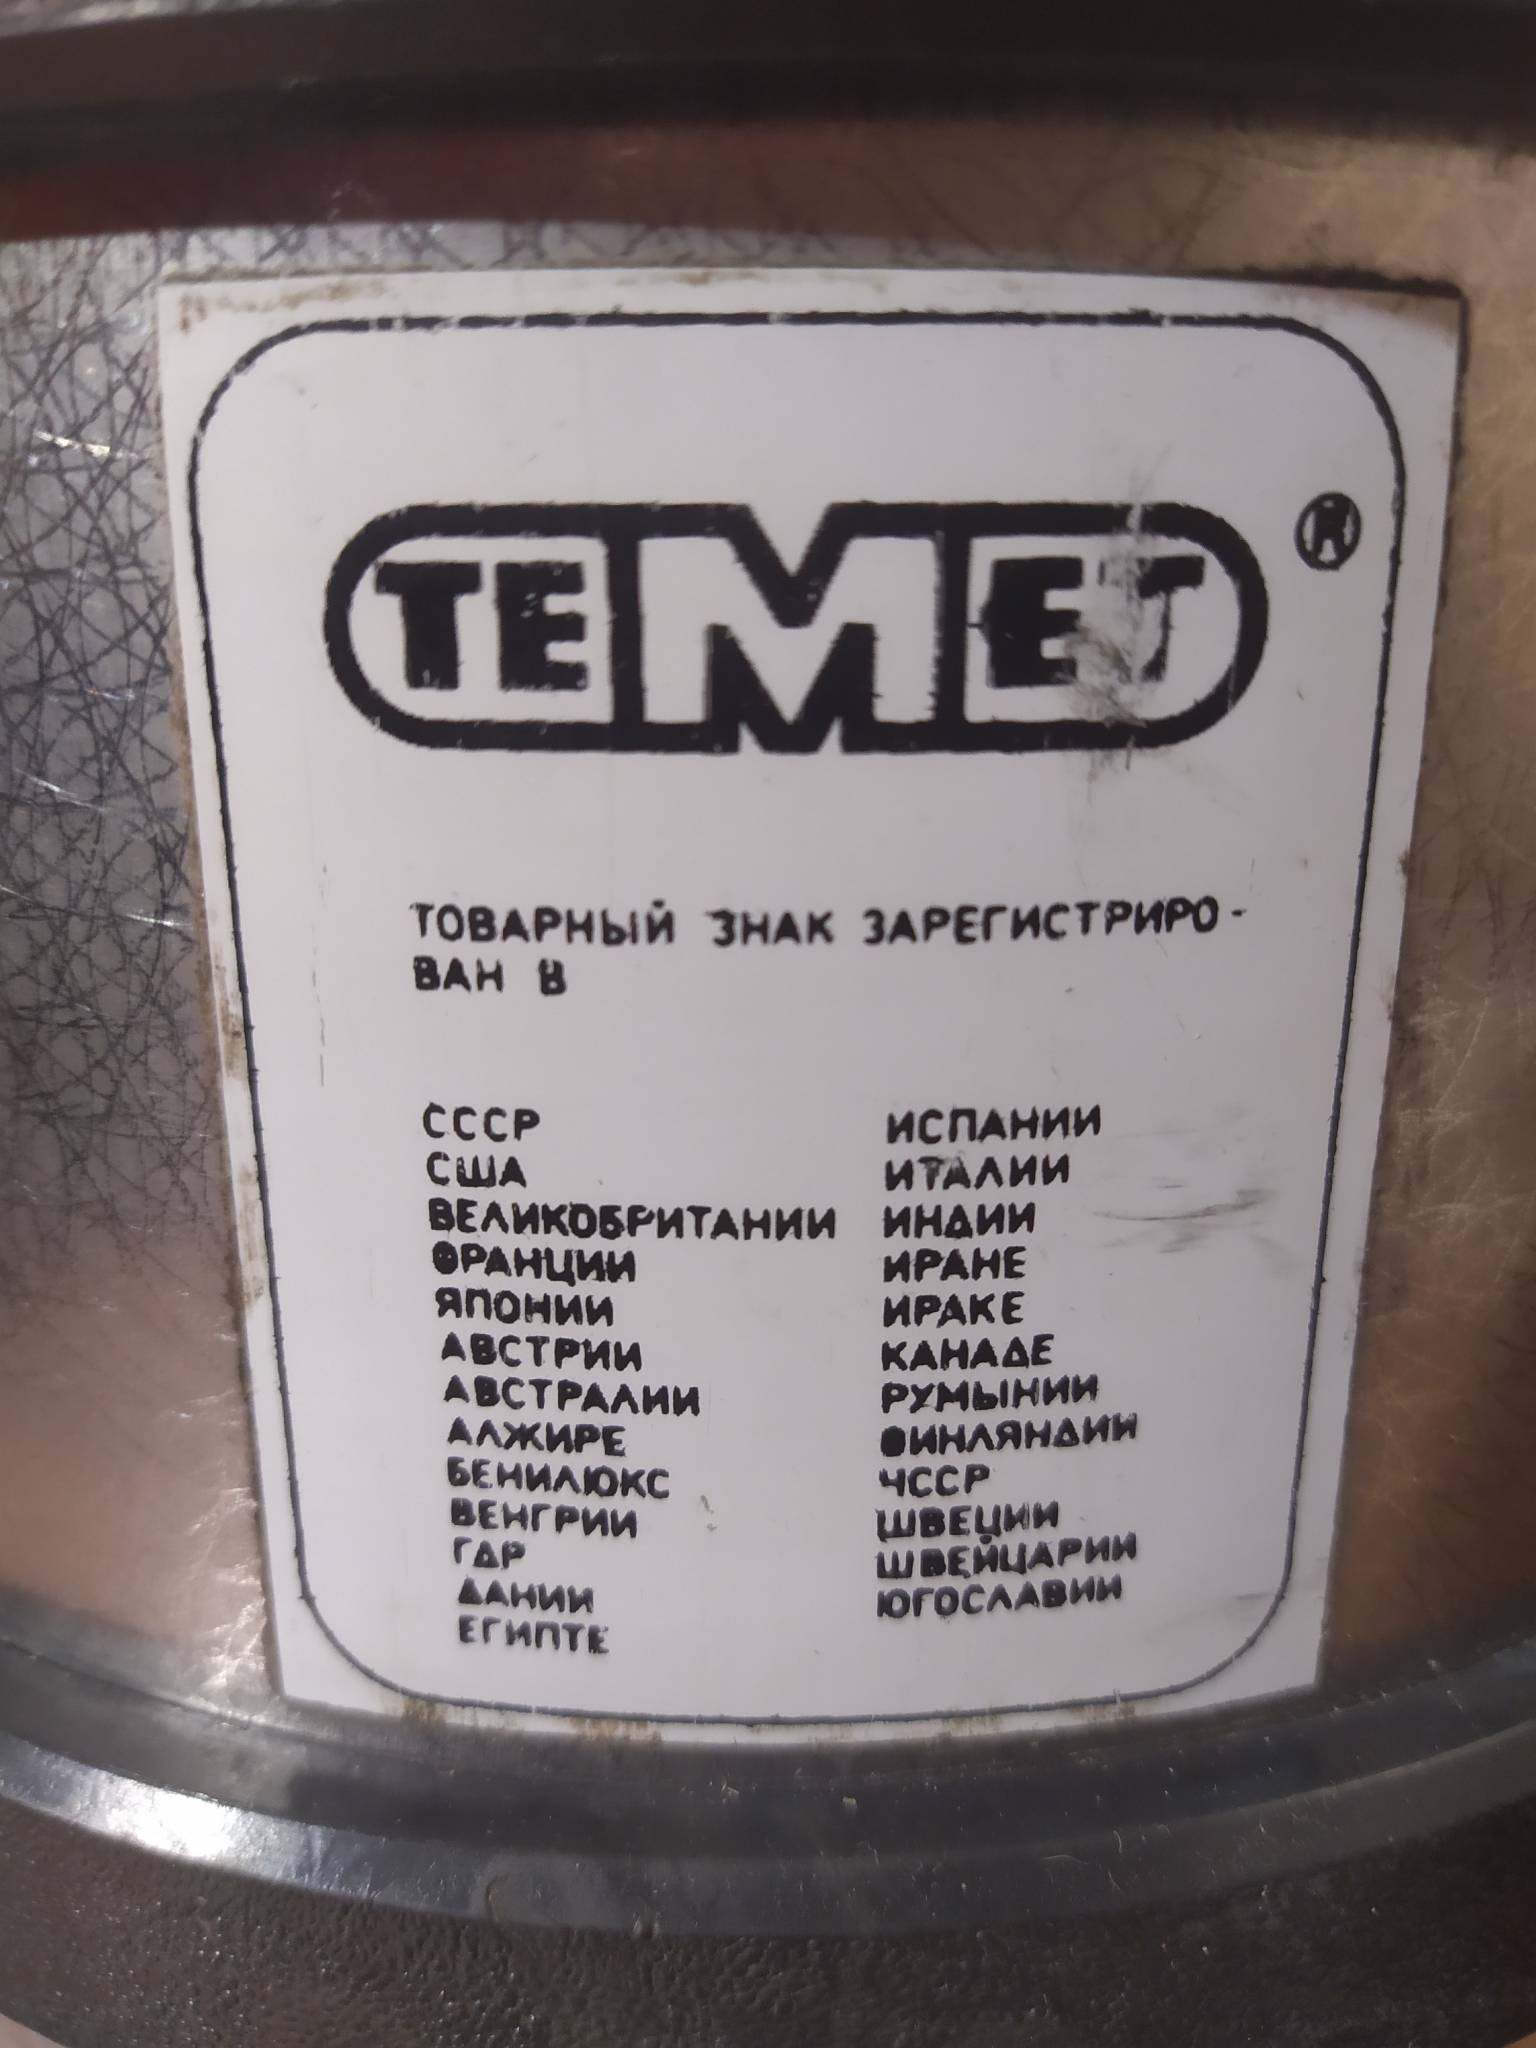 ТЕМЕТ ®
ТОВАРНЫЙ ЗНАК ЗАРЕГИСТРИРО-
ВАН В
СССР
США
ВЕЛИКОБРИТАНИИ
ФРАНЦИИ
ЯПОНИИ
АВСТРИИ
АВСТРАЛИИ
АЛЖИРЕ
БЕНИЛЮКС
ВЕНГРИИ
ГДР
ДАНИИ
ЕГИПТЕ
ИСПАНИИ
ИТАЛИИ
ИНДИИ
ИРАНЕ
ИРАКЕ
КАНАДЕ
РУМЫНИИ
ФИНЛЯНДИИ
ЧССР
ШВЕЦИИ
ШВЕЙЦАРИИ
ЮГОСЛАВИИ